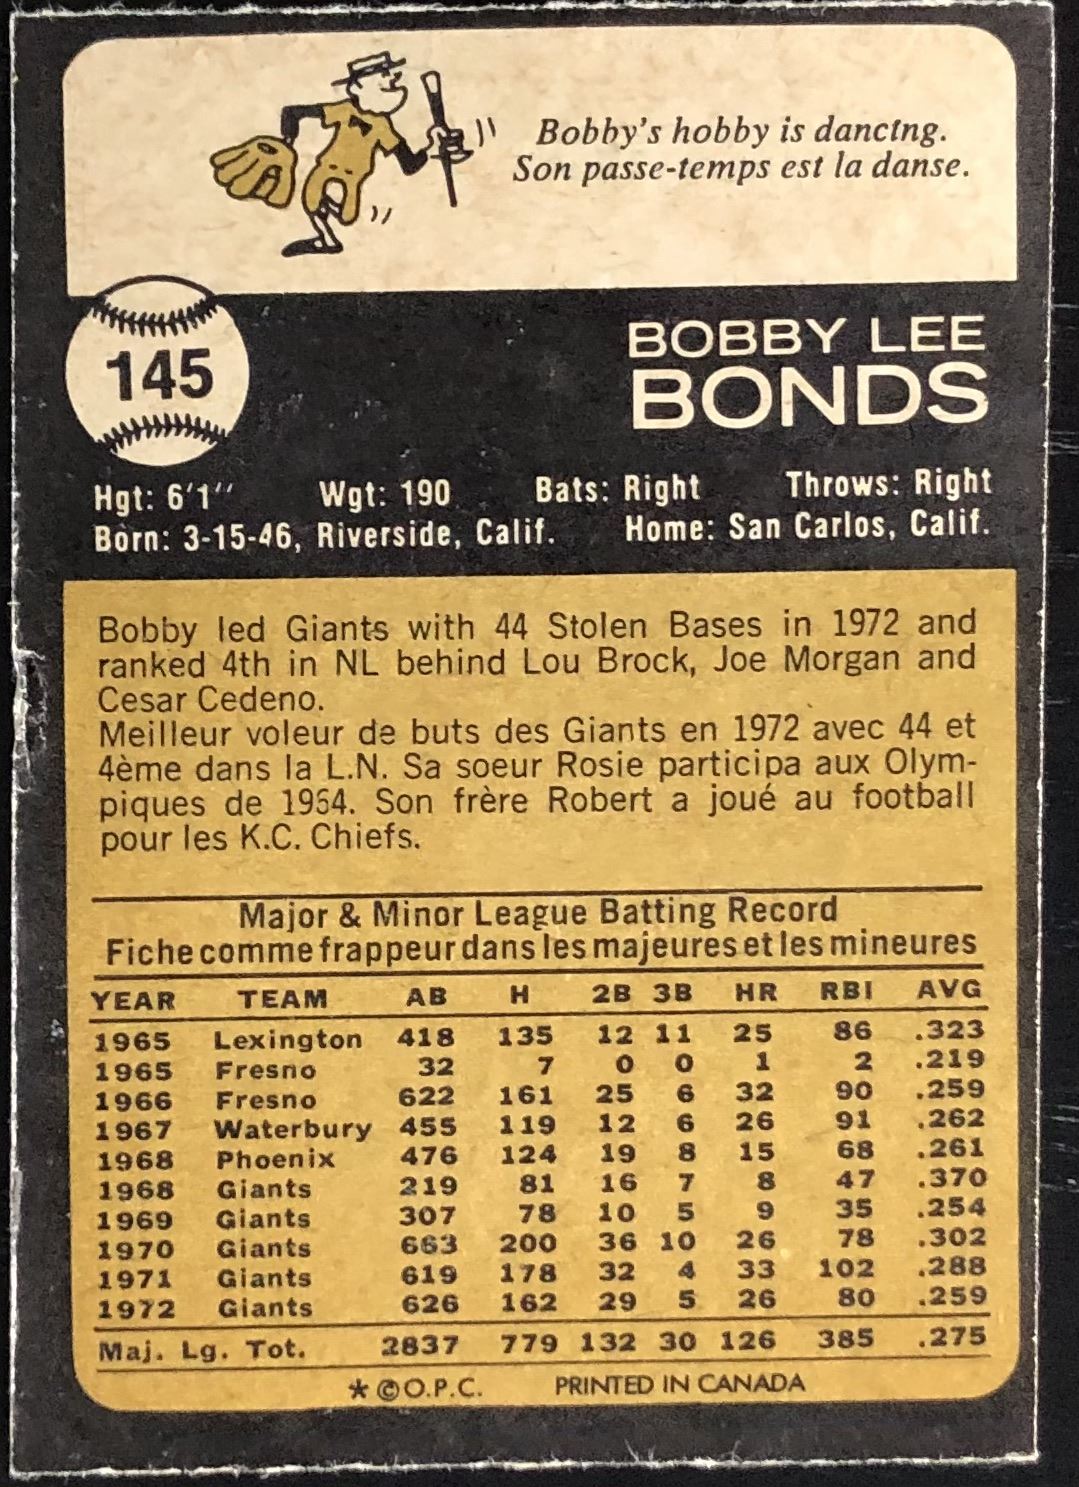 Bobby's hobby is dancing.
Son passe-temps est la danse.
145
BOBBY LEE
BONDS
Hgt: 6'1" Wgt: 190 Bats: Right Throws: Right
Born: 3-15-46, Riverside, Calif. Home: San Carlos, Calif.
Bobby led Giants with 44 Stolen Bases in 1972 and
ranked 4th in NL behind Lou Brock, Joe Morgan and
Cesar Cedeno.
Meilleur voleur de buts des Giants en 1972 avec 44 et
4ème dans la L.N. Sa soeur Rosie participa aux Olym-
piques de 1964. Son frère Robert a joué au football
pour les K.C. Chiefs.
Major & Minor League Batting Record
Fiche comme frappeur dans les majeures et les mineures
YEAR TEAM AB H 2B 3B HR RBI AVG
1965 Lexington 418 135 12 11 25 86 .323
1965 Fresno 32 7 0 0 1 2 .219
1966 Fresno 622 161 25 6 32 90 .259
1967 Waterbury 455 119 12 6 26 91 .262
1968 Phoenix 476 124 19 8 15 68 .261
1968 Giants 219 81 16 7 8 47 .370
1969 Giants 307 78 10 5 9 35 .254
1970 Giants 663 200 36 10 26 78 .302
1971 Giants 619 178 32 4 33 102 .288
1972 Giants 626 162 29 5 26 80 .259
Maj. Lg. Tot. 2837 779 132 30 126 385 .275
* © O.P.C. PRINTED IN CANADA